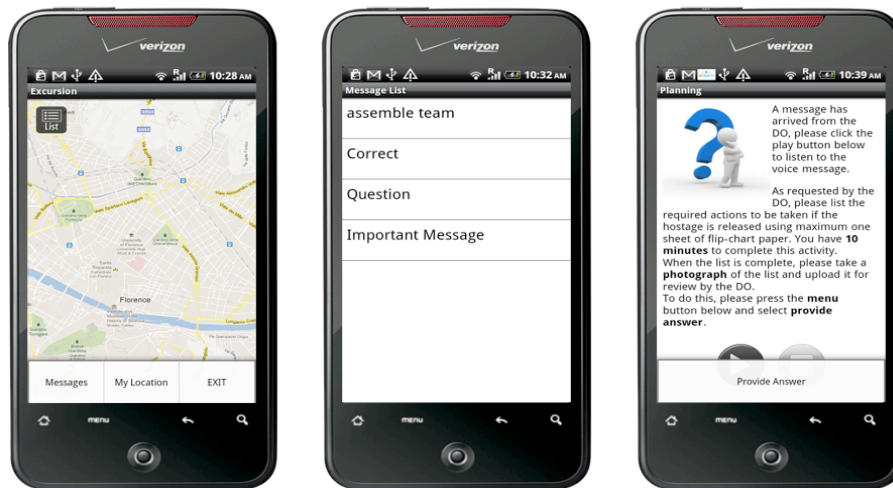 verizon
10:28 AM
Excursion
List
Florence
Messages
My Location
EXIT
menu
verizon
10:32 AM
Message List
assemble team
Correct
Question
Important Message
menu
verizon
10:39 AM
Planning
A message has
arrived from the
DO, please click the
play button below
to listen to the
voice message.
As requested by the
DO, please list the
required actions to be taken if the
hostage is released using maximum one
sheet of flip-chart paper. You have 10
minutes to complete this activity.
When the list is complete, please take a
photograph of the list and upload it for
review by the DO.
To do this, please press the menu
button below and select provide
answer.
Provide Answer
menu